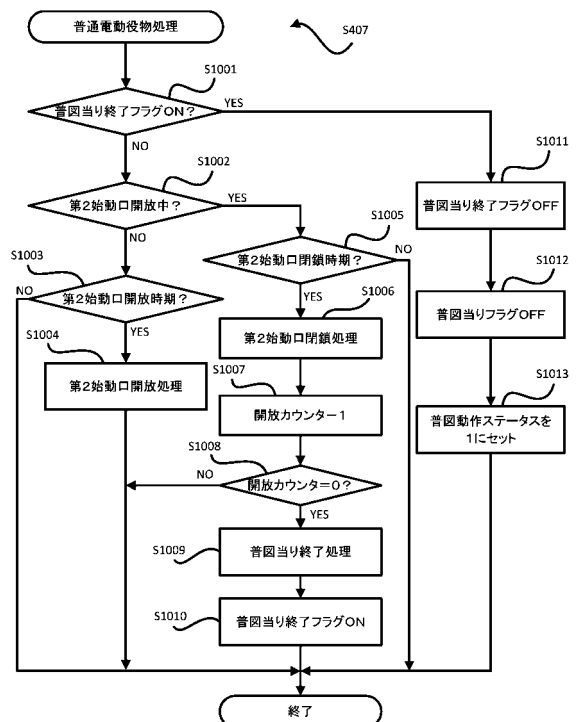 普通電動役物処理
S407
S1001
普図当り終了フラグON？
YES
NO
S1002
第2始動口開放中？
YES
NO
S1003
第2始動口開放時期？
NO
YES
S1004
第2始動口開放処理
S1005
第2始動口閉鎖時期？
NO
YES
S1006
第2始動口閉鎖処理
S1007
開放カウンター1
S1008
開放カウンタ=0？
NO
YES
S1009
普図当り終了処理
S1010
普図当り終了フラグON
S1011
普図当り終了フラグOFF
S1012
普図当りフラグOFF
S1013
普図動作ステータスを
1にセット
終了